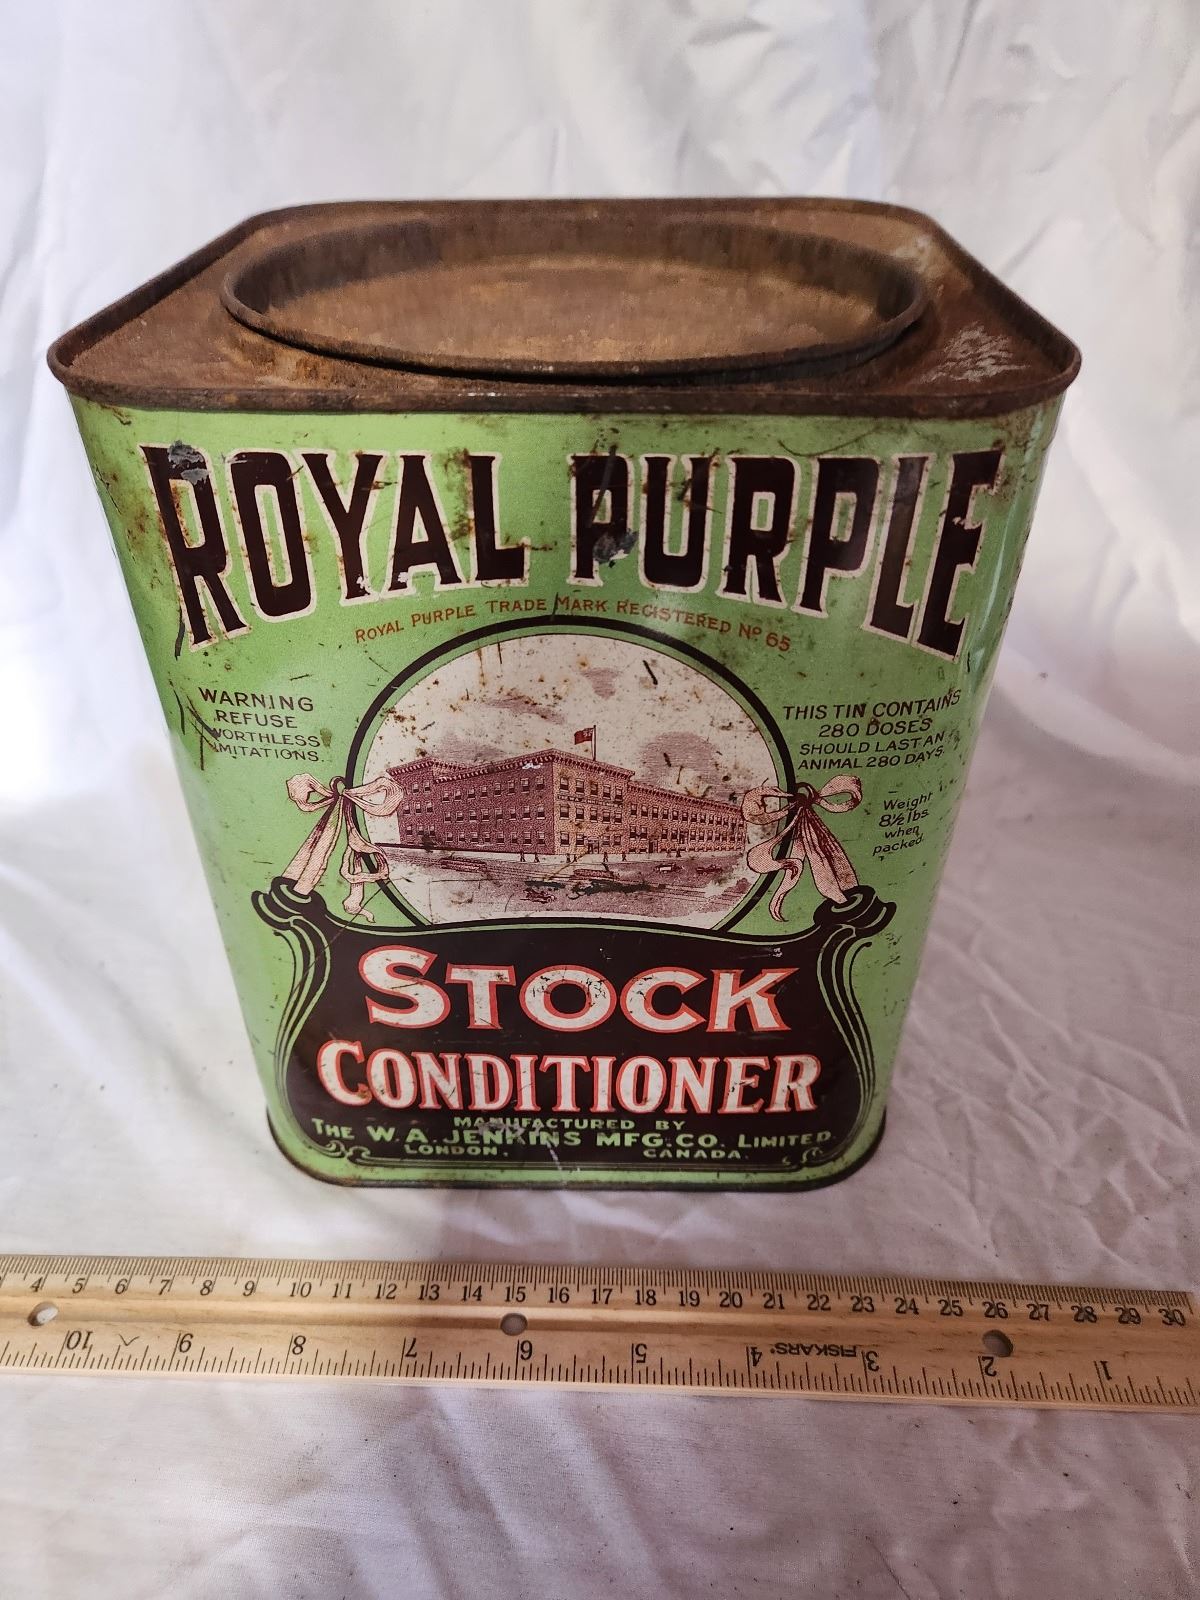 ROYAL PURPLE
ROYAL PURPLE TRADE MARK REGISTERED Nº 65
WARNING
REFUSE
WORTHLESS
IMITATIONS.
THIS TIN CONTAINS
280 DOSES
SHOULD LAST AN
ANIMAL 280 DAYS.
Weight
8½ lbs.
when
packed.
STOCK
CONDITIONER
MANUFACTURED BY
THE W. A. JENKINS MFG. CO. LIMITED.
LONDON, CANADA.
4 5 6 7 8 9 10 11 12 13 14 15 16 17 18 19 20 21 22 23 24 25 26 27 28 29 30
1 2 3 FISKARS 4 5 6 7 8 9 10